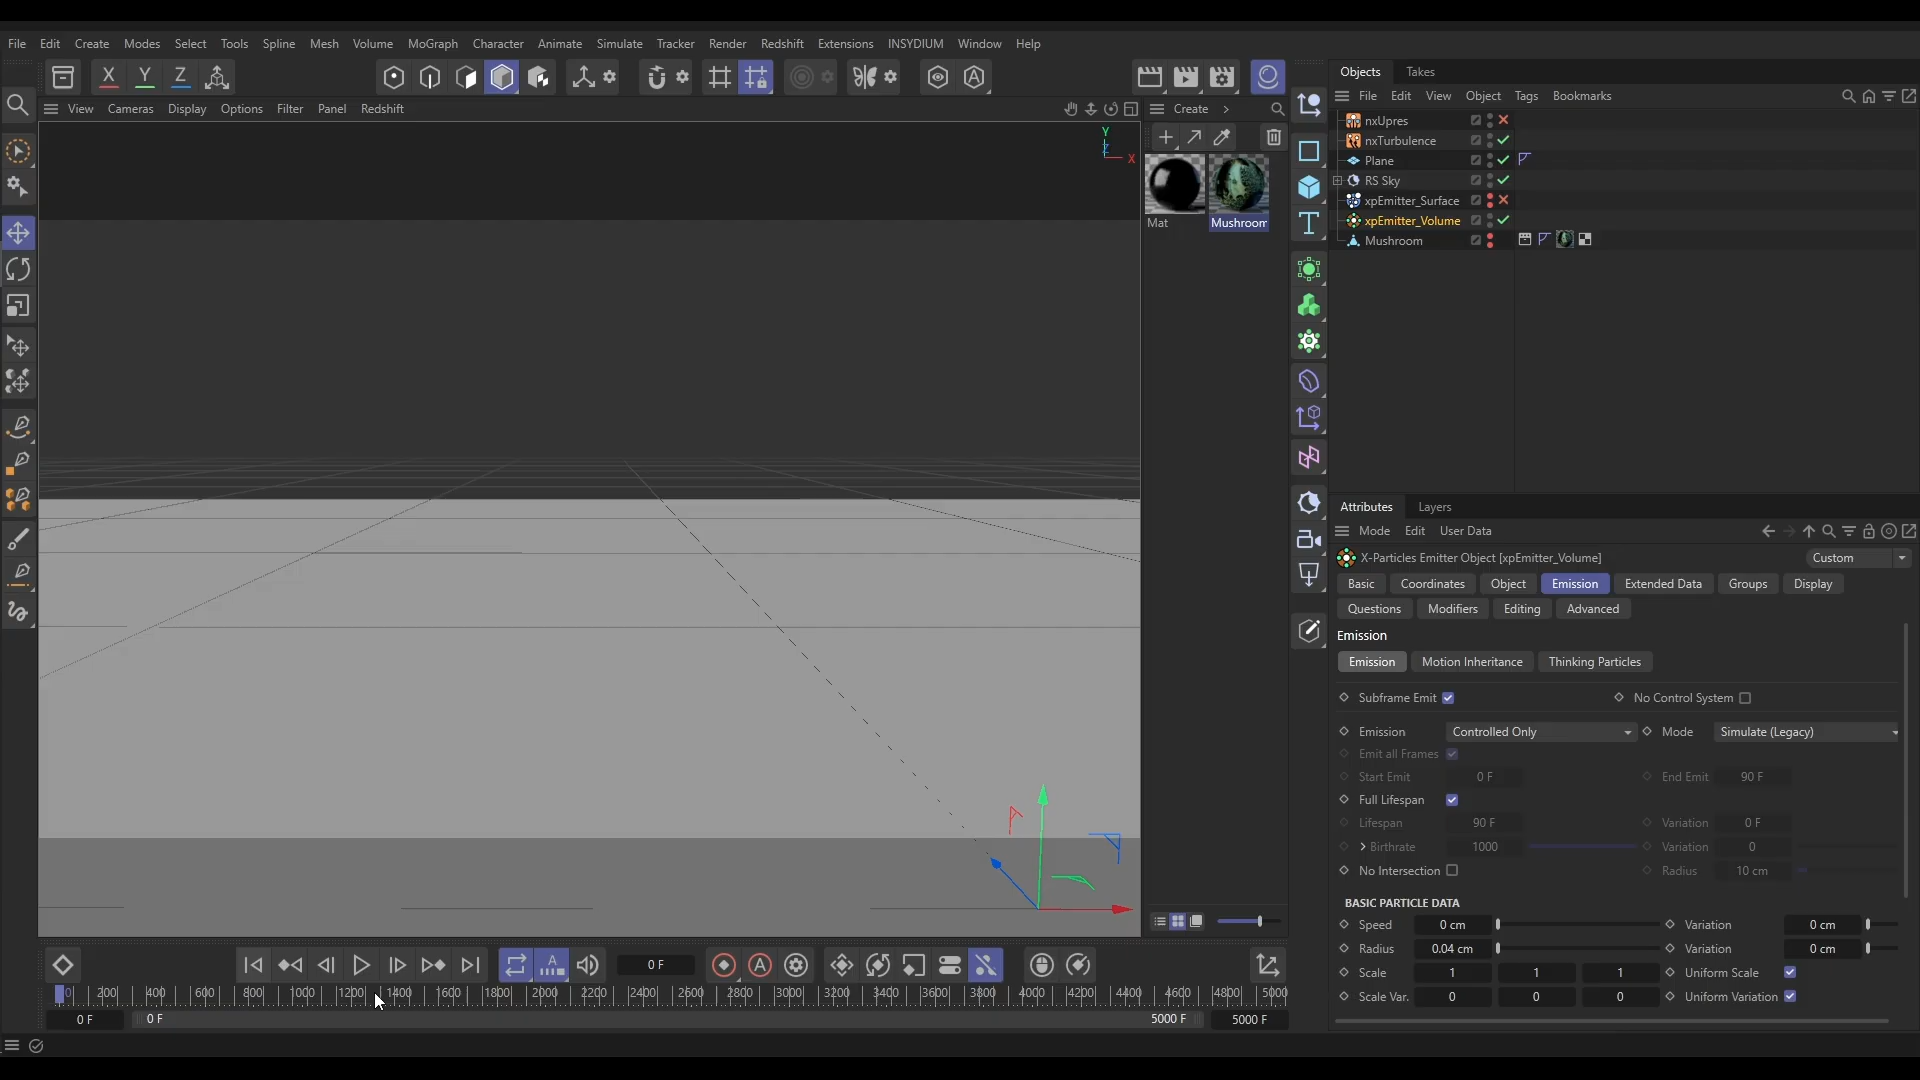 File Edit Create Modes Select Tools Spline Mesh Volume MoGraph Character Animate Simulate Tracker Render Redshift Extensions INSYDIUM Window Help
X Y Z
View Cameras Display Options Filter Panel Redshift
Y
Z
X
Create
Mat
Mushroom
Objects Takes
File Edit View Object Tags Bookmarks
nxUpres
nxTurbulence
Plane
RS Sky
xpEmitter_Surface
xpEmitter_Volume
Mushroom
Attributes Layers
Mode Edit User Data
X-Particles Emitter Object [xpEmitter_Volume] Custom
Basic Coordinates Object Emission Extended Data Groups Display
Questions Modifiers Editing Advanced
Emission
Emission Motion Inheritance Thinking Particles
Subframe Emit No Control System
Emission Controlled Only Mode Simulate (Legacy)
Emit all Frames
Start Emit 0 F End Emit 90 F
Full Lifespan
Lifespan 90 F Variation 0 F
Birthrate 1000 Variation 0
No Intersection Radius 10 cm
BASIC PARTICLE DATA
Speed 0 cm Variation 0 cm
Radius 0.04 cm Variation 0 cm
Scale 1 1 1 Uniform Scale
Scale Var. 0 0 0 Uniform Variation
0 F
0 200 400 600 800 1000 1200 1400 1600 1800 2000 2200 2400 2600 2800 3000 3200 3400 3600 3800 4000 4200 4400 4600 4800 5000
0 F 0 F 5000 F 5000 F